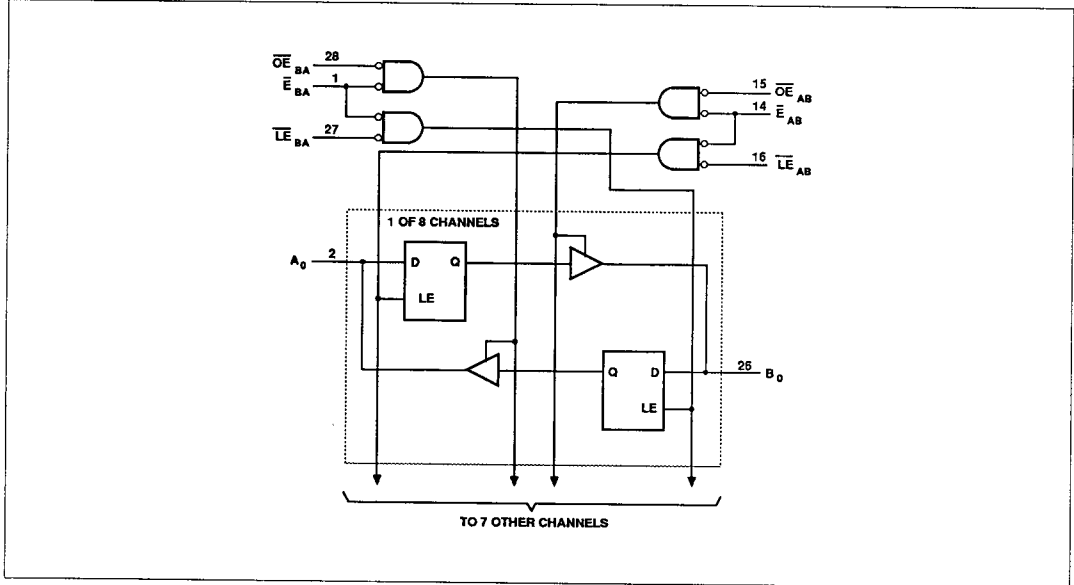 28
OE BA
1
E BA
27
LE BA
15 OE AB
14 E AB
16 LE AB
1 OF 8 CHANNELS
A0 2
D Q
LE
Q D
LE
26 B0
TO 7 OTHER CHANNELS